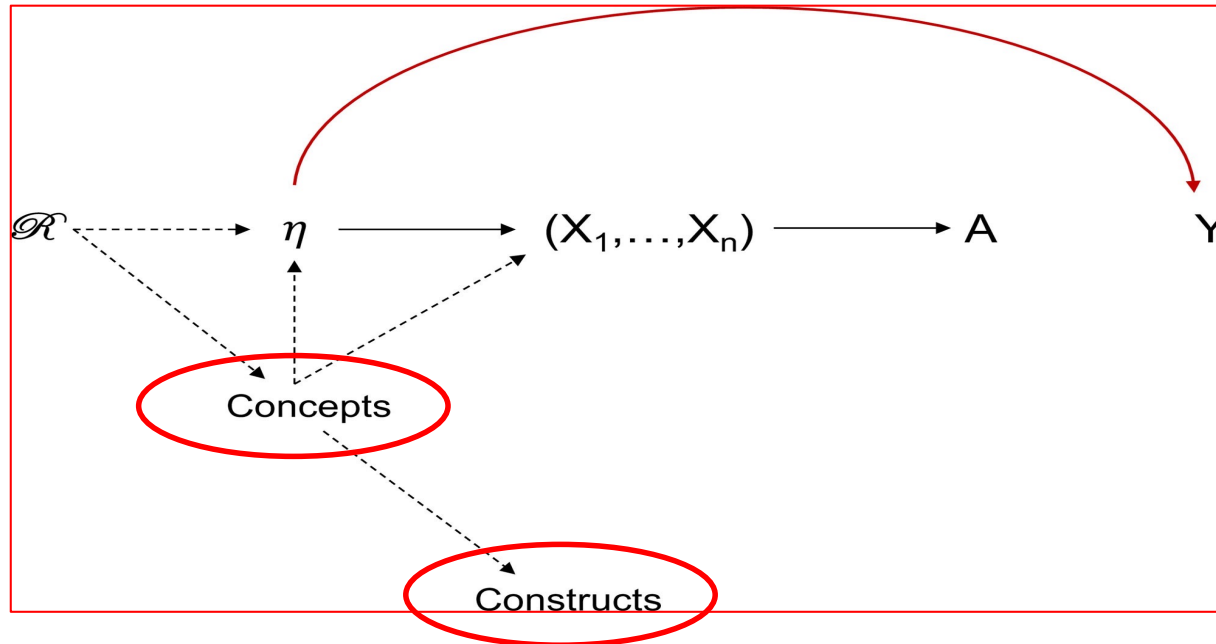 ℛ η (X₁,…,Xₙ) A Y
Concepts
Constructs